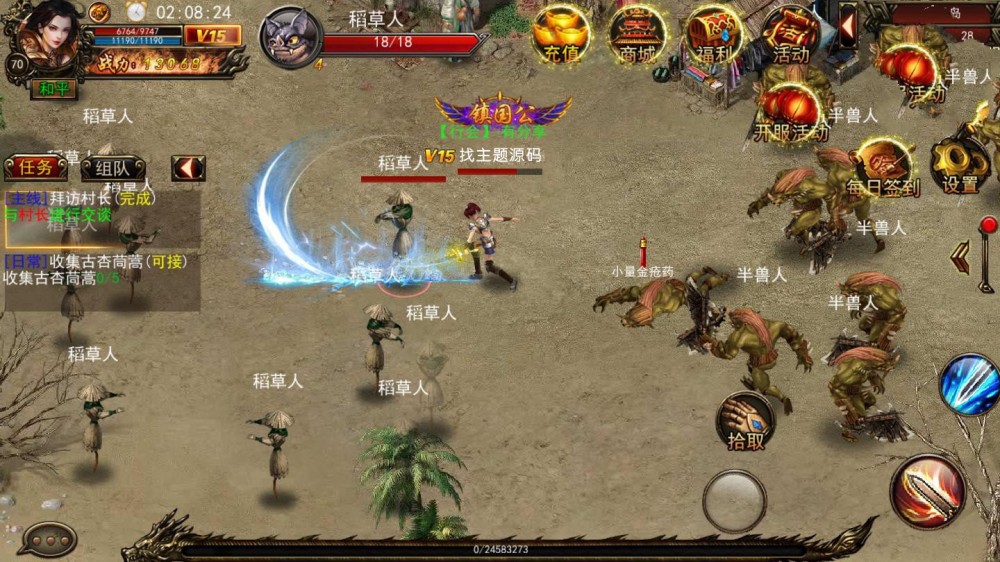 02:08:24
6764/9747
11190/11190
V15
战力:13068
70
和平
稻草人
18/18
4
充值
商城
福利
活动
28
半兽人
开服活动
半兽人
每日签到
设置
稻草人
任务
组队
[主线]拜访村长(完成)
与村长进行交谈
[日常]收集古杏茼蒿(可接)
收集古杏茼蒿0/5
镇国公
【行会】有分享
V15 找主题源码
稻草人
半兽人
小量金疮药
半兽人
半兽人
稻草人
稻草人
稻草人
稻草人
稻草人
拾取
0/24583273